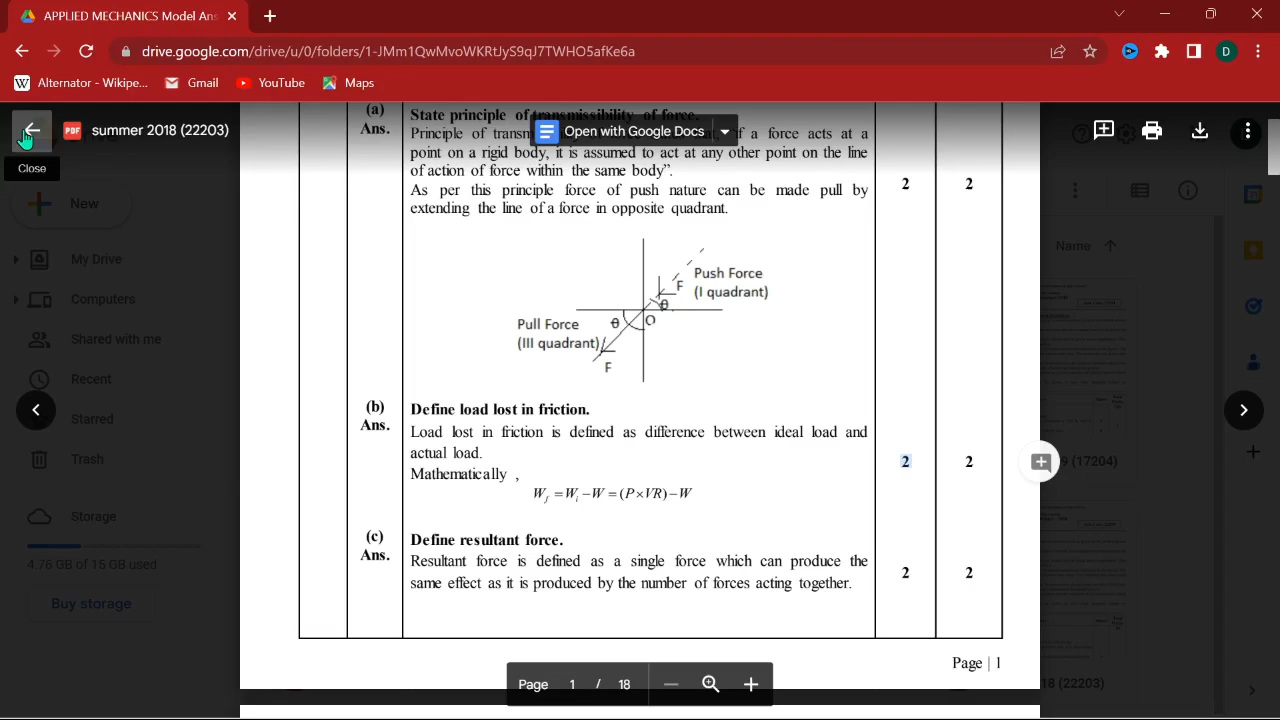 APPLIED MECHANICS Model Ans
drive.google.com/drive/u/0/folders/1-JMm1QwMvoWKRtJyS9qJ7TWHO5afKe6a
D
W Alternator - Wikipe...
Gmail
YouTube
Maps
PDF summer 2018 (22203)
Close
Open with Google Docs
New
My Drive
Computers
Shared with me
Recent
Starred
Trash
Storage
4.76 GB of 15 GB used
Buy storage
Name
(17204)
18 (22203)
(a) State principle of transmissibility of force.
Ans. Principle of if a force acts at a
point on a rigid body, it is assumed to act at any other point on the line
of action of force within the same body”.
As per this principle force of push nature can be made pull by
extending the line of a force in opposite quadrant.
2 2
Push Force
(I quadrant)
F
θ
O
θ
Pull Force
(III quadrant)
F
(b) Define load lost in friction.
Ans. Load lost in friction is defined as difference between ideal load and
actual load.
Mathematically ,
W_f = W_i − W = (P × VR) − W
2 2
(c) Define resultant force.
Ans. Resultant force is defined as a single force which can produce the
same effect as it is produced by the number of forces acting together.
2 2
Page | 1
Page 1 / 18